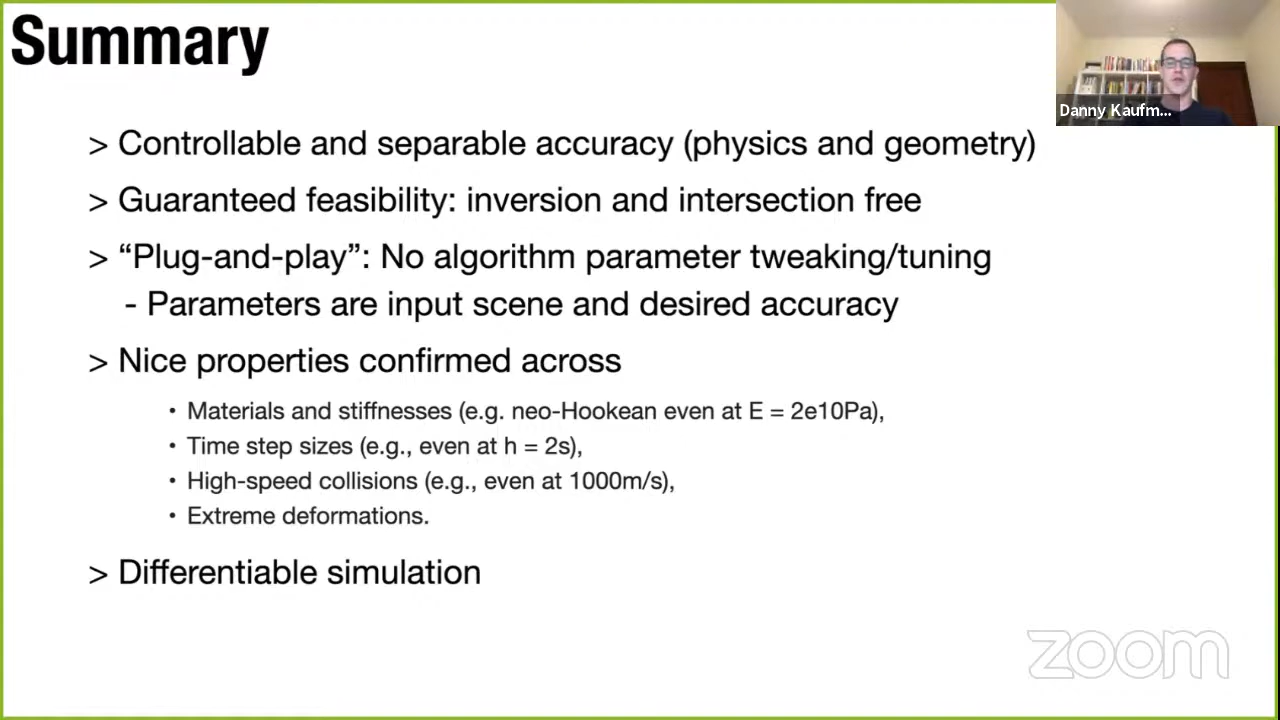 Summary
Danny Kaufm...
> Controllable and separable accuracy (physics and geometry)
> Guaranteed feasibility: inversion and intersection free
> “Plug-and-play”: No algorithm parameter tweaking/tuning
- Parameters are input scene and desired accuracy
> Nice properties confirmed across
• Materials and stiffnesses (e.g. neo-Hookean even at E = 2e10Pa),
• Time step sizes (e.g., even at h = 2s),
• High-speed collisions (e.g., even at 1000m/s),
• Extreme deformations.
> Differentiable simulation
zoom